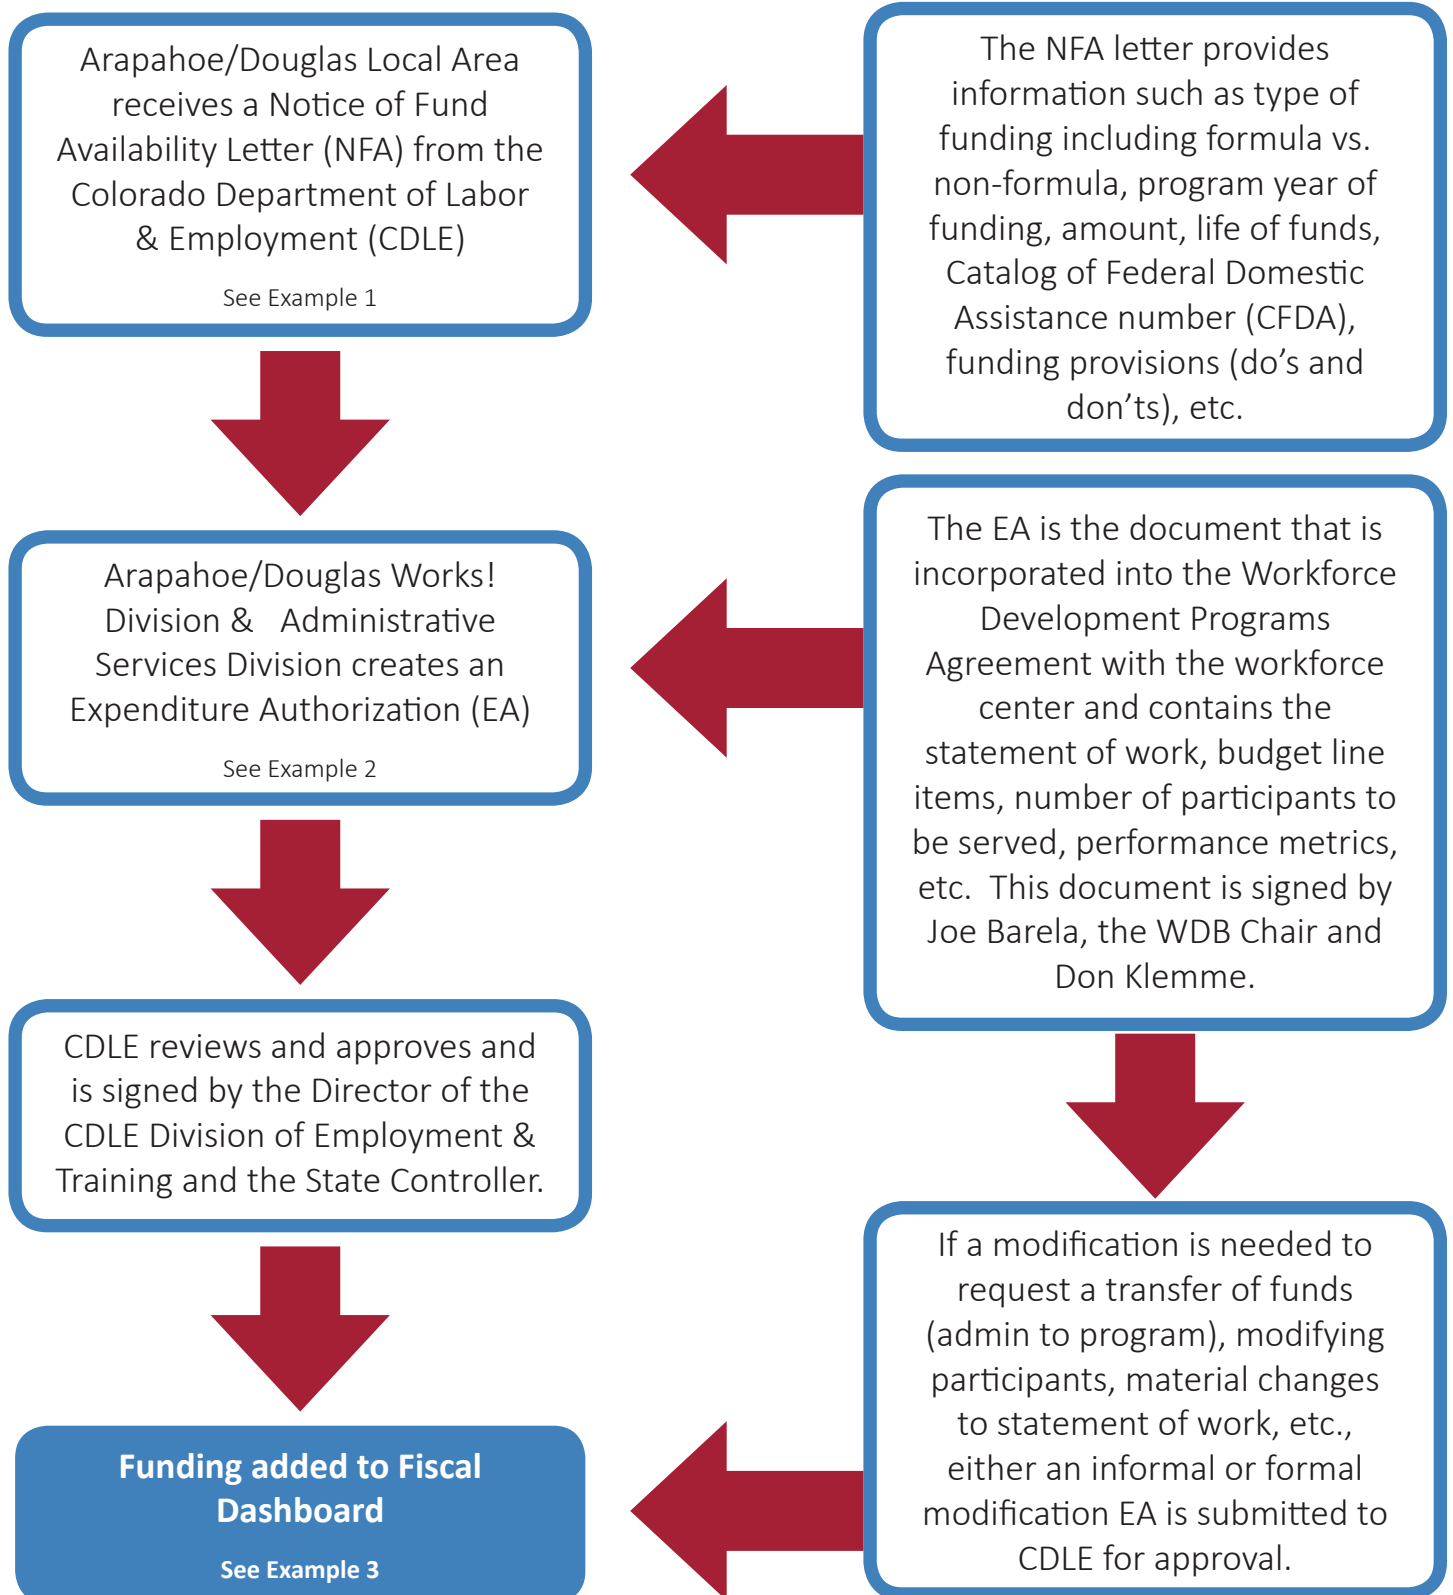 Arapahoe/Douglas Local Area
receives a Notice of Fund
Availability Letter (NFA) from the
Colorado Department of Labor
& Employment (CDLE)
See Example 1
The NFA letter provides
information such as type of
funding including formula vs.
non-formula, program year of
funding, amount, life of funds,
Catalog of Federal Domestic
Assistance number (CFDA),
funding provisions (do’s and
don’ts), etc.
Arapahoe/Douglas Works!
Division &   Administrative
Services Division creates an
Expenditure Authorization (EA)
See Example 2
The EA is the document that is
incorporated into the Workforce
Development Programs
Agreement with the workforce
center and contains the
statement of work, budget line
items, number of participants to
be served, performance metrics,
etc.  This document is signed by
Joe Barela, the WDB Chair and
Don Klemme.
CDLE reviews and approves and
is signed by the Director of the
CDLE Division of Employment &
Training and the State Controller.
If a modification is needed to
request a transfer of funds
(admin to program), modifying
participants, material changes
to statement of work, etc.,
either an informal or formal
modification EA is submitted to
CDLE for approval.
Funding added to Fiscal
Dashboard
See Example 3